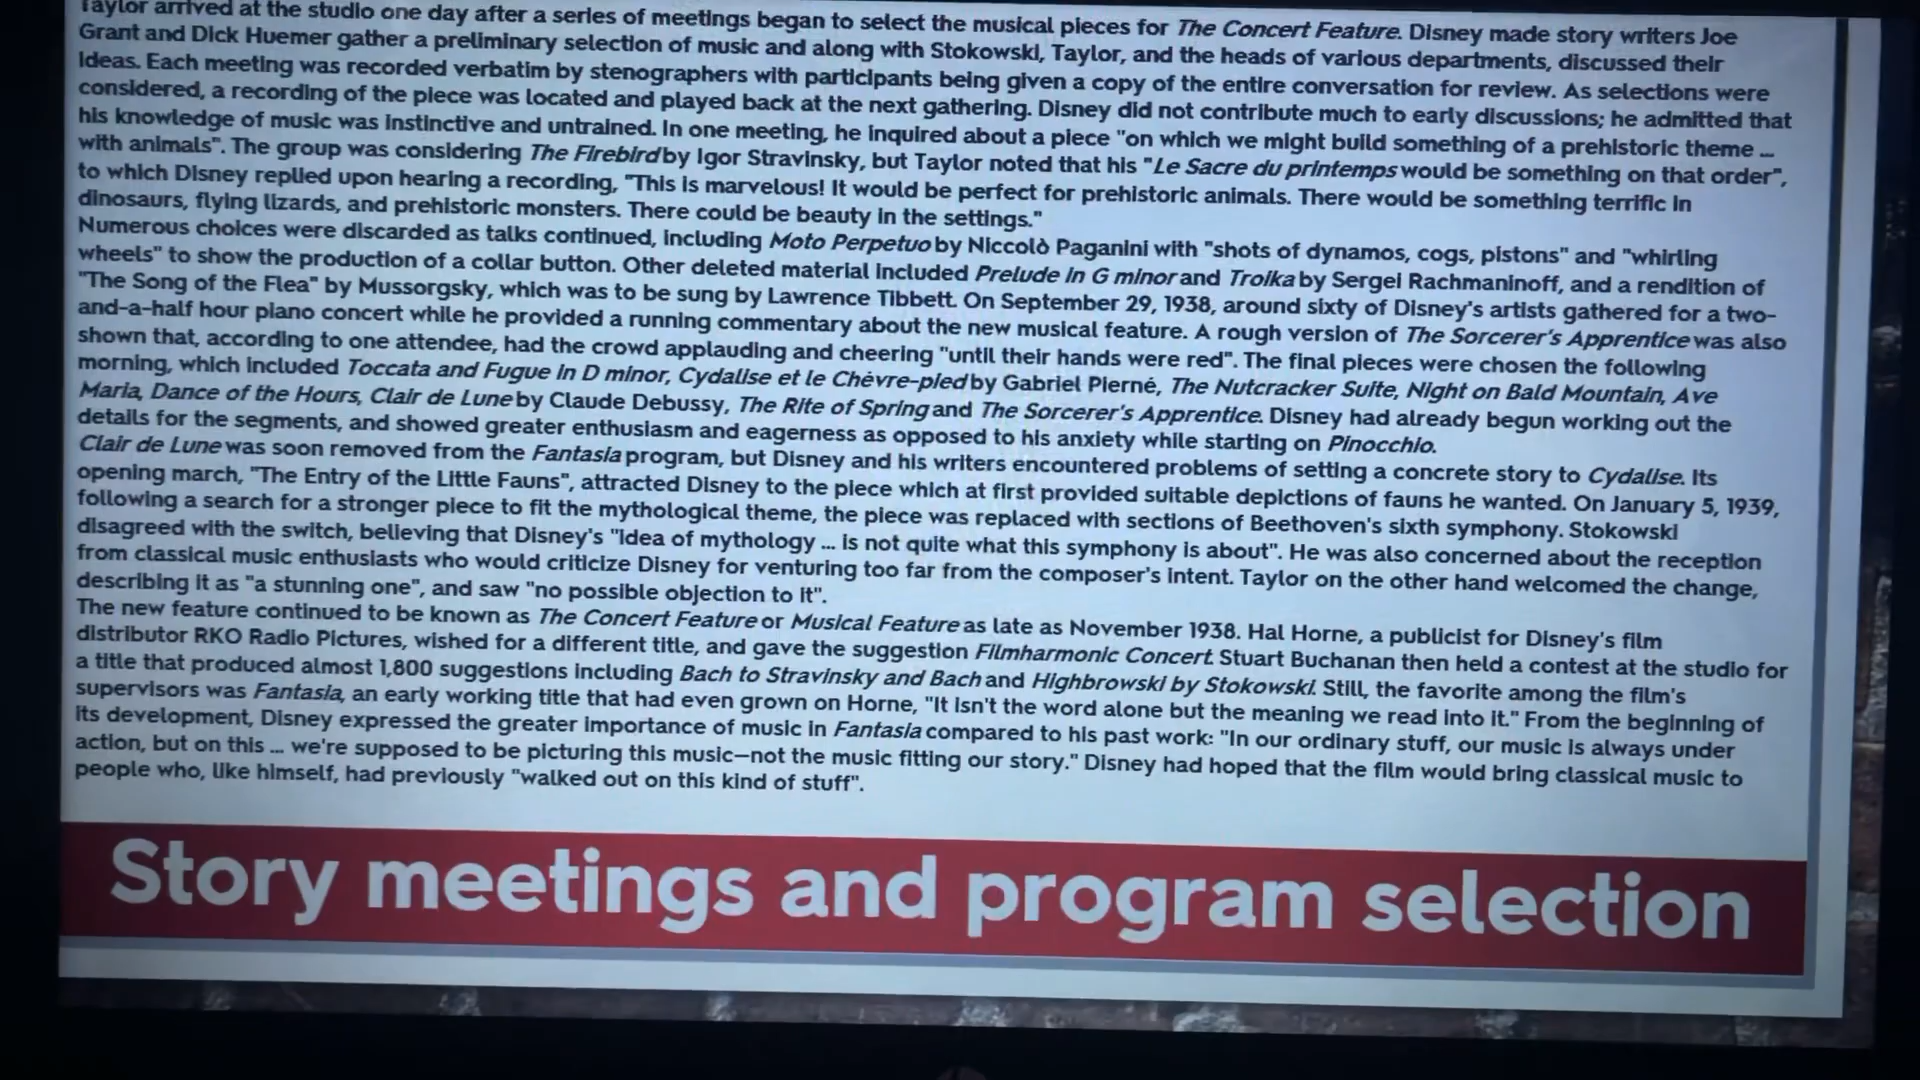 Taylor arrived at the studio one day after a series of meetings began to select the musical pieces for The Concert Feature. Disney made story writers Joe
Grant and Dick Huemer gather a preliminary selection of music and along with Stokowski, Taylor, and the heads of various departments, discussed their
ideas. Each meeting was recorded verbatim by stenographers with participants being given a copy of the entire conversation for review. As selections were
considered, a recording of the piece was located and played back at the next gathering. Disney did not contribute much to early discussions; he admitted that
his knowledge of music was instinctive and untrained. In one meeting, he inquired about a piece "on which we might build something of a prehistoric theme ...
with animals". The group was considering The Firebird by Igor Stravinsky, but Taylor noted that his "Le Sacre du printemps would be something on that order",
to which Disney replied upon hearing a recording, "This is marvelous! It would be perfect for prehistoric animals. There would be something terrific in
dinosaurs, flying lizards, and prehistoric monsters. There could be beauty in the settings."
Numerous choices were discarded as talks continued, including Moto Perpetuo by Niccolò Paganini with "shots of dynamos, cogs, pistons" and "whirling
wheels" to show the production of a collar button. Other deleted material included Prelude in G minor and Troika by Sergei Rachmaninoff, and a rendition of
"The Song of the Flea" by Mussorgsky, which was to be sung by Lawrence Tibbett. On September 29, 1938, around sixty of Disney's artists gathered for a two-
and-a-half hour piano concert while he provided a running commentary about the new musical feature. A rough version of The Sorcerer's Apprentice was also
shown that, according to one attendee, had the crowd applauding and cheering "until their hands were red". The final pieces were chosen the following
morning, which included Toccata and Fugue in D minor, Cydalise et le Chèvre-pied by Gabriel Pierné, The Nutcracker Suite, Night on Bald Mountain, Ave
Maria, Dance of the Hours, Clair de Lune by Claude Debussy, The Rite of Spring and The Sorcerer's Apprentice. Disney had already begun working out the
details for the segments, and showed greater enthusiasm and eagerness as opposed to his anxiety while starting on Pinocchio.
Clair de Lune was soon removed from the Fantasia program, but Disney and his writers encountered problems of setting a concrete story to Cydalise. Its
opening march, "The Entry of the Little Fauns", attracted Disney to the piece which at first provided suitable depictions of fauns he wanted. On January 5, 1939,
following a search for a stronger piece to fit the mythological theme, the piece was replaced with sections of Beethoven's sixth symphony. Stokowski
disagreed with the switch, believing that Disney's "idea of mythology ... is not quite what this symphony is about". He was also concerned about the reception
from classical music enthusiasts who would criticize Disney for venturing too far from the composer's intent. Taylor on the other hand welcomed the change,
describing it as "a stunning one", and saw "no possible objection to it".
The new feature continued to be known as The Concert Feature or Musical Feature as late as November 1938. Hal Horne, a publicist for Disney's film
distributor RKO Radio Pictures, wished for a different title, and gave the suggestion Filmharmonic Concert. Stuart Buchanan then held a contest at the studio for
a title that produced almost 1,800 suggestions including Bach to Stravinsky and Bach and Highbrowski by Stokowski. Still, the favorite among the film's
supervisors was Fantasia, an early working title that had even grown on Horne, "It isn't the word alone but the meaning we read into it." From the beginning of
its development, Disney expressed the greater importance of music in Fantasia compared to his past work: "In our ordinary stuff, our music is always under
action, but on this ... we're supposed to be picturing this music—not the music fitting our story." Disney had hoped that the film would bring classical music to
people who, like himself, had previously "walked out on this kind of stuff".
Story meetings and program selection